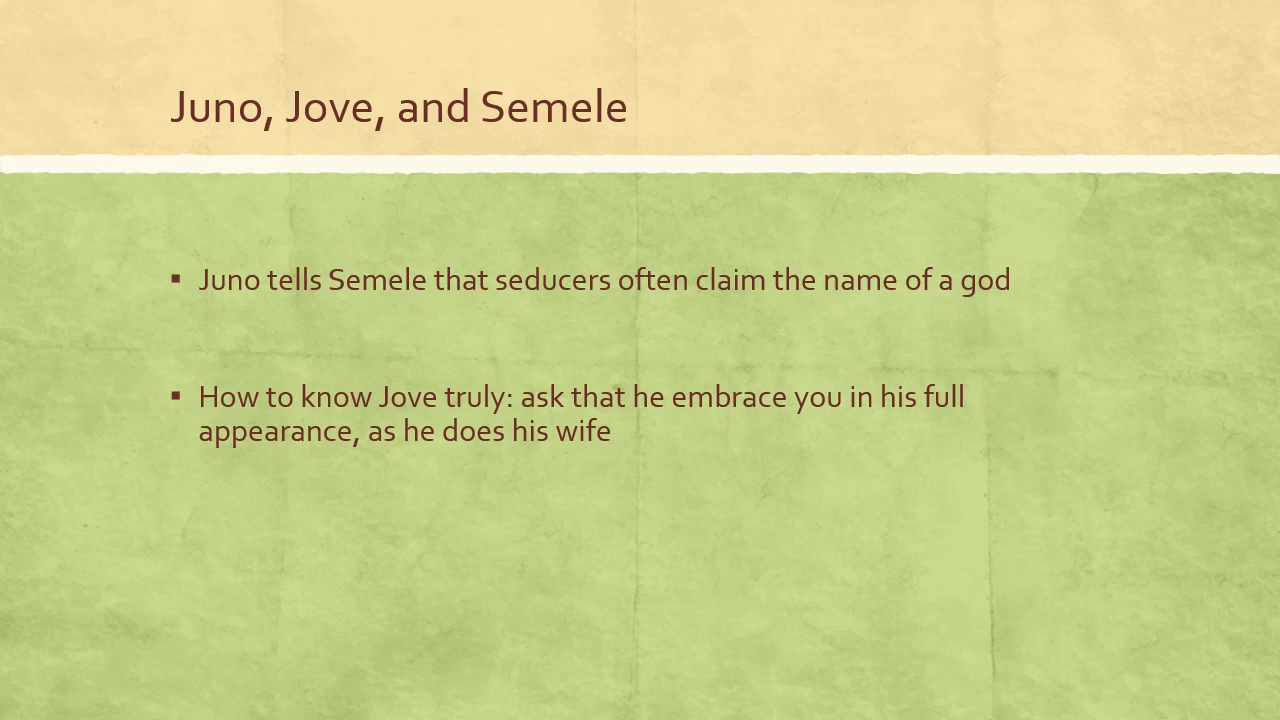 Juno, Jove, and Semele
▪ Juno tells Semele that seducers often claim the name of a god
▪ How to know Jove truly: ask that he embrace you in his full
appearance, as he does his wife